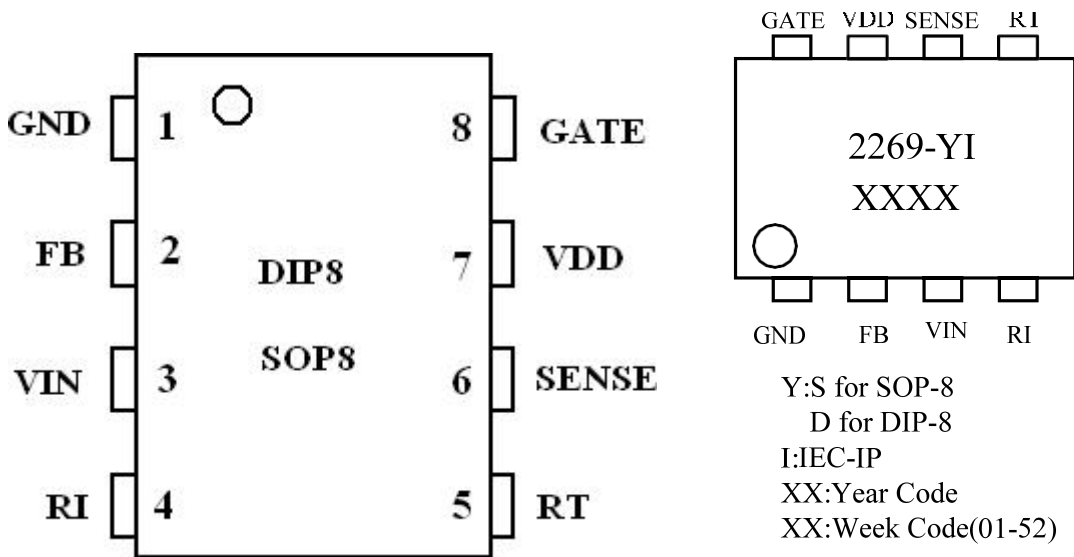 GND 1 8 GATE
FB 2 7 VDD
DIP8
SOP8
VIN 3 6 SENSE
RI 4 5 RT
GATE VDD SENSE RT
2269-YI
XXXX
GND FB VIN RI
Y:S for SOP-8
D for DIP-8
I:IEC-IP
XX:Year Code
XX:Week Code(01-52)